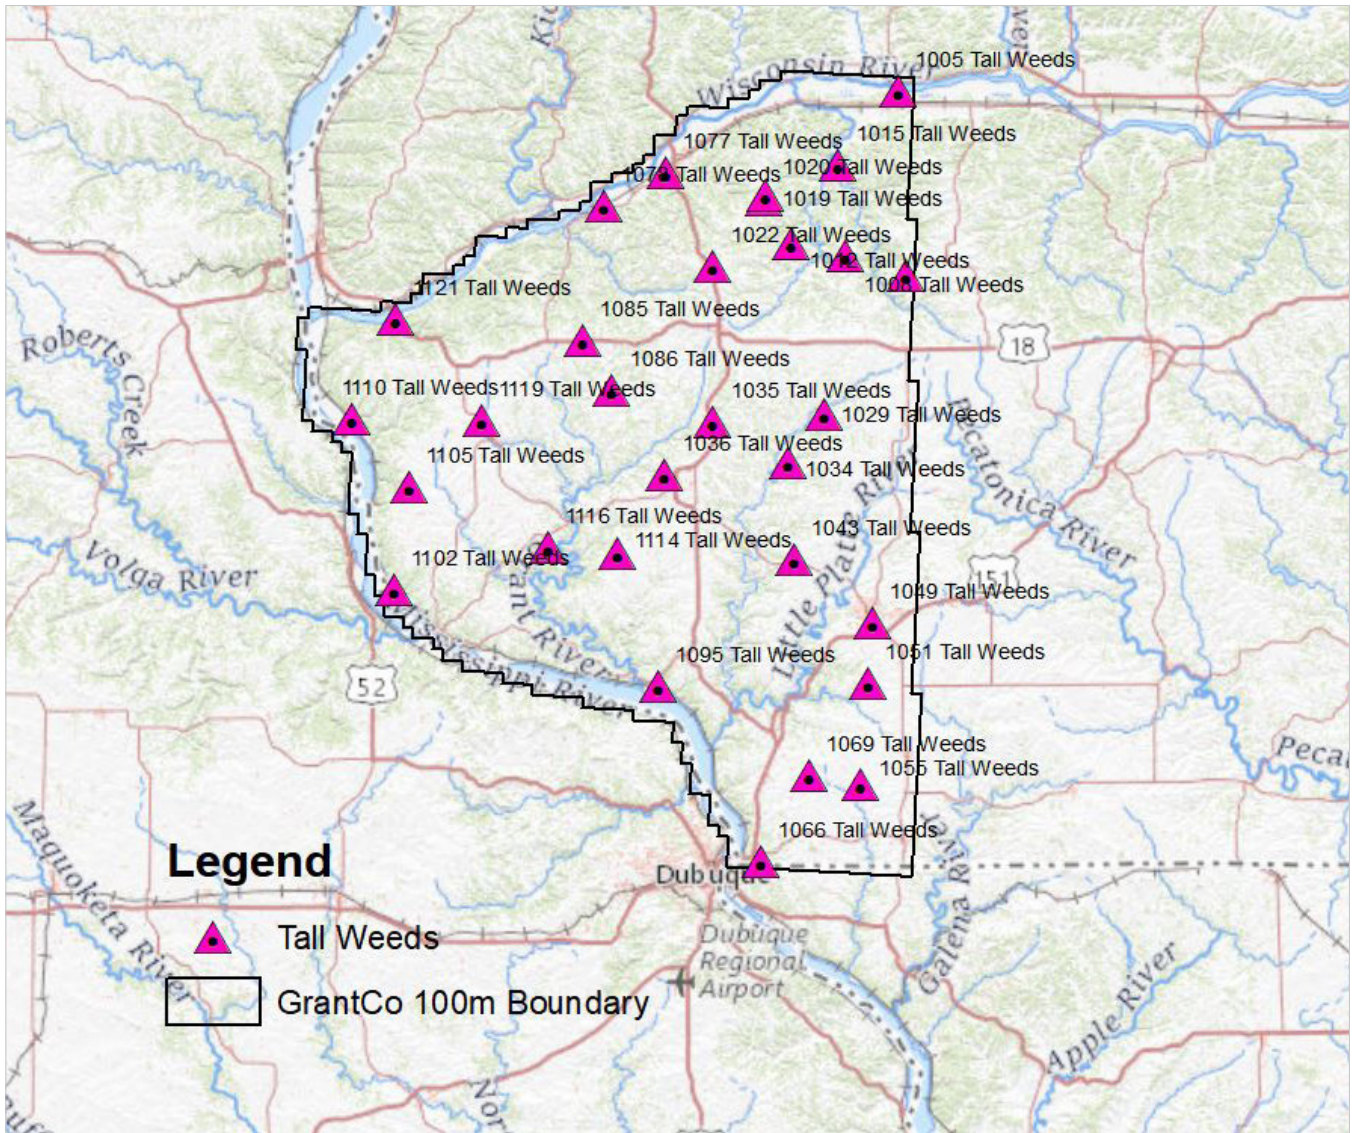 Wisconsin River
1005 Tall Weeds
1015 Tall Weeds
1077 Tall Weeds
1020 Tall Weeds
Tall Weeds
1019 Tall Weeds
1022 Tall Weeds
1012 Tall Weeds
1008 Tall Weeds
1121 Tall Weeds
1085 Tall Weeds
18
Roberts Creek
1086 Tall Weeds
1110 Tall Weeds
1119 Tall Weeds
1035 Tall Weeds
1029 Tall Weeds
Pecatonica River
1036 Tall Weeds
1105 Tall Weeds
1034 Tall Weeds
1116 Tall Weeds
1043 Tall Weeds
1114 Tall Weeds
1102 Tall Weeds
Volga River
Little Platte River
151
1049 Tall Weeds
Mississippi River
1051 Tall Weeds
1095 Tall Weeds
52
1069 Tall Weeds
1055 Tall Weeds
Maquoketa River
1066 Tall Weeds
Legend
Dubuque
Galena River
Tall Weeds
Dubuque
Regional
Airport
GrantCo 100m Boundary
Apple River